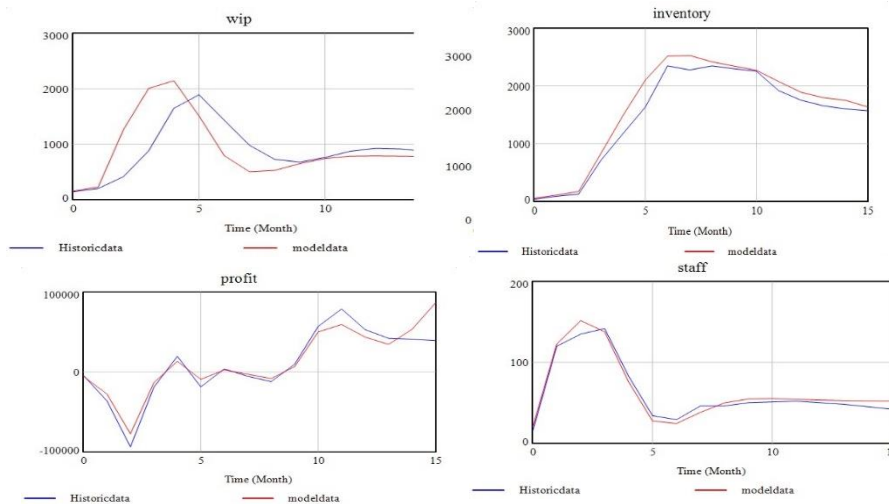 wip
3000
2000
1000
0
0
5
10
Time (Month)
Historicdata
modeldata
inventory
3000
2000
1000
0
3000
2000
1000
0
0
5
10
15
Time (Month)
Historicdata
modeldata
profit
100000
0
-100000
0
5
10
15
Time (Month)
Historicdata
modeldata
staff
200
100
0
0
5
10
15
Time (Month)
Historicdata
modeldata